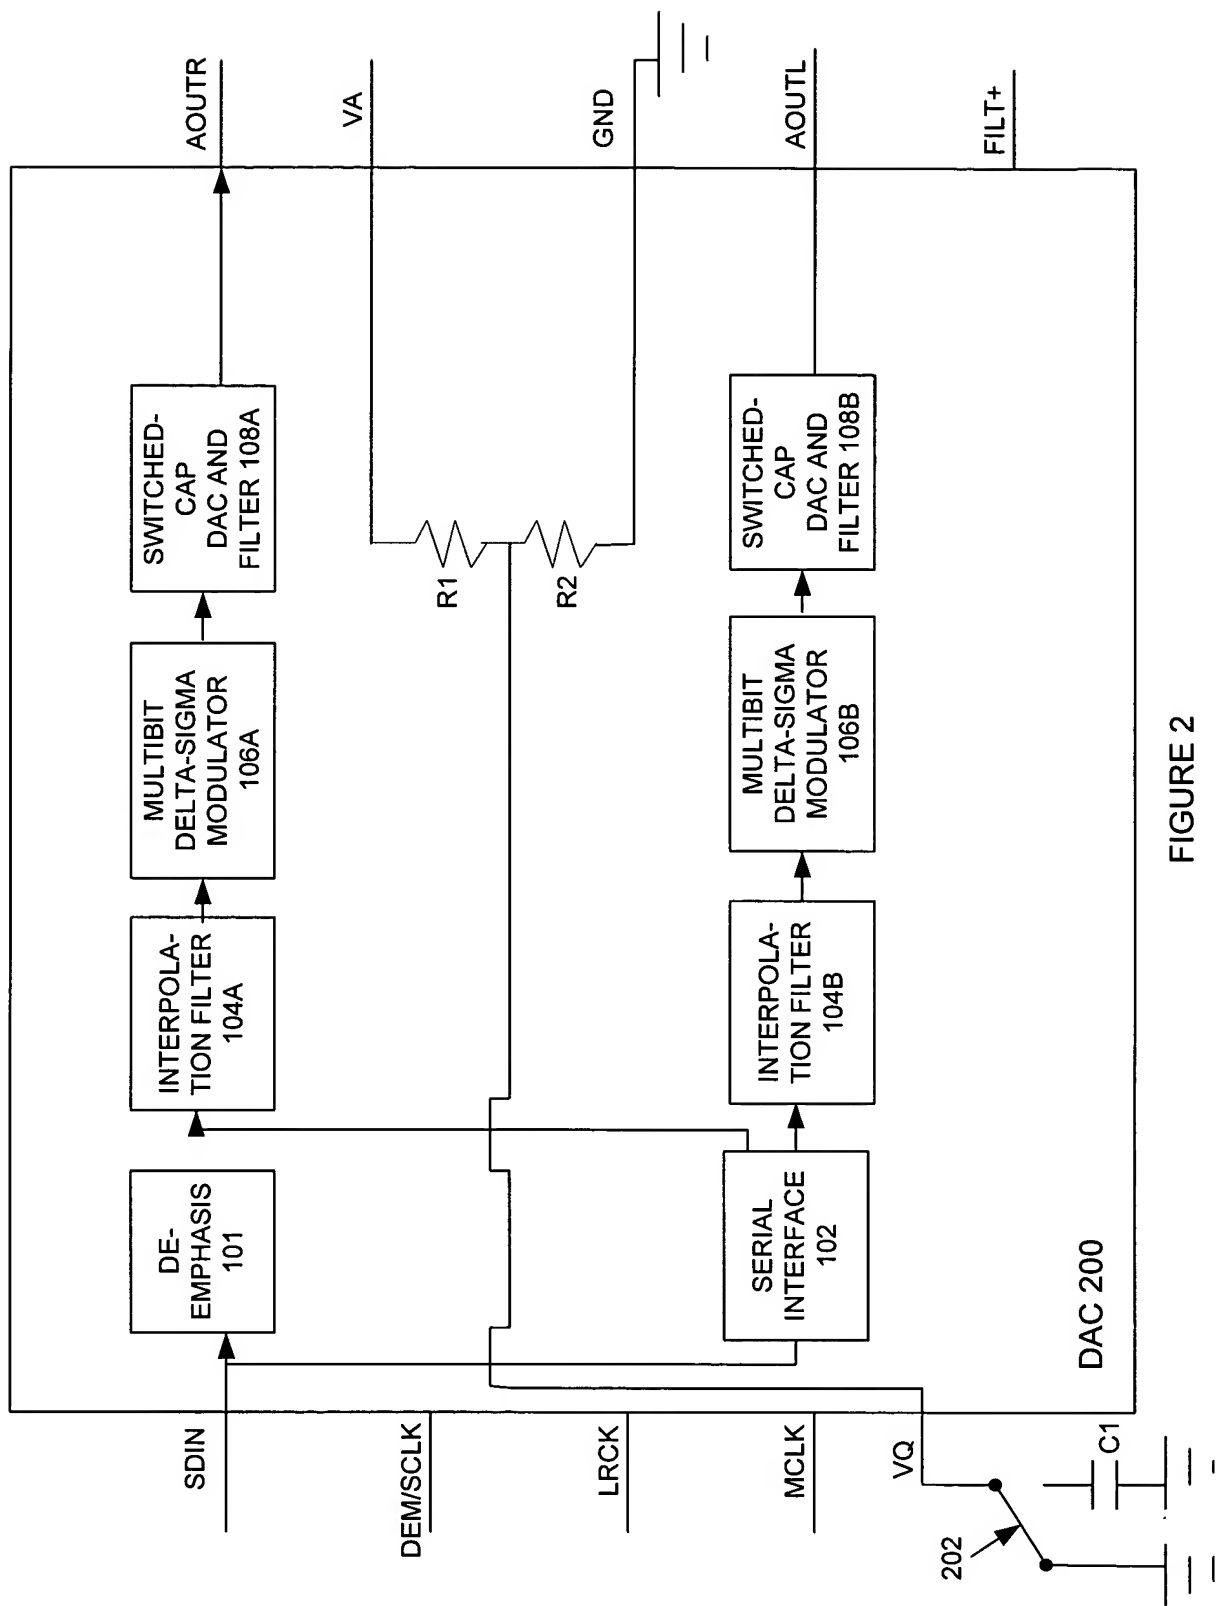 SDIN
DEM/SCLK
LRCK
MCLK
VQ
202
C1
DE-
EMPHASIS
101
SERIAL
INTERFACE
102
INTERPOLA-
TION FILTER
104A
INTERPOLA-
TION FILTER
104B
MULTIBIT
DELTA-SIGMA
MODULATOR
106A
MULTIBIT
DELTA-SIGMA
MODULATOR
106B
SWITCHED-
CAP
DAC AND
FILTER 108A
R1
R2
SWITCHED-
CAP
DAC AND
FILTER 108B
AOUTR
VA
GND
AOUTL
FILT+
DAC 200
FIGURE 2